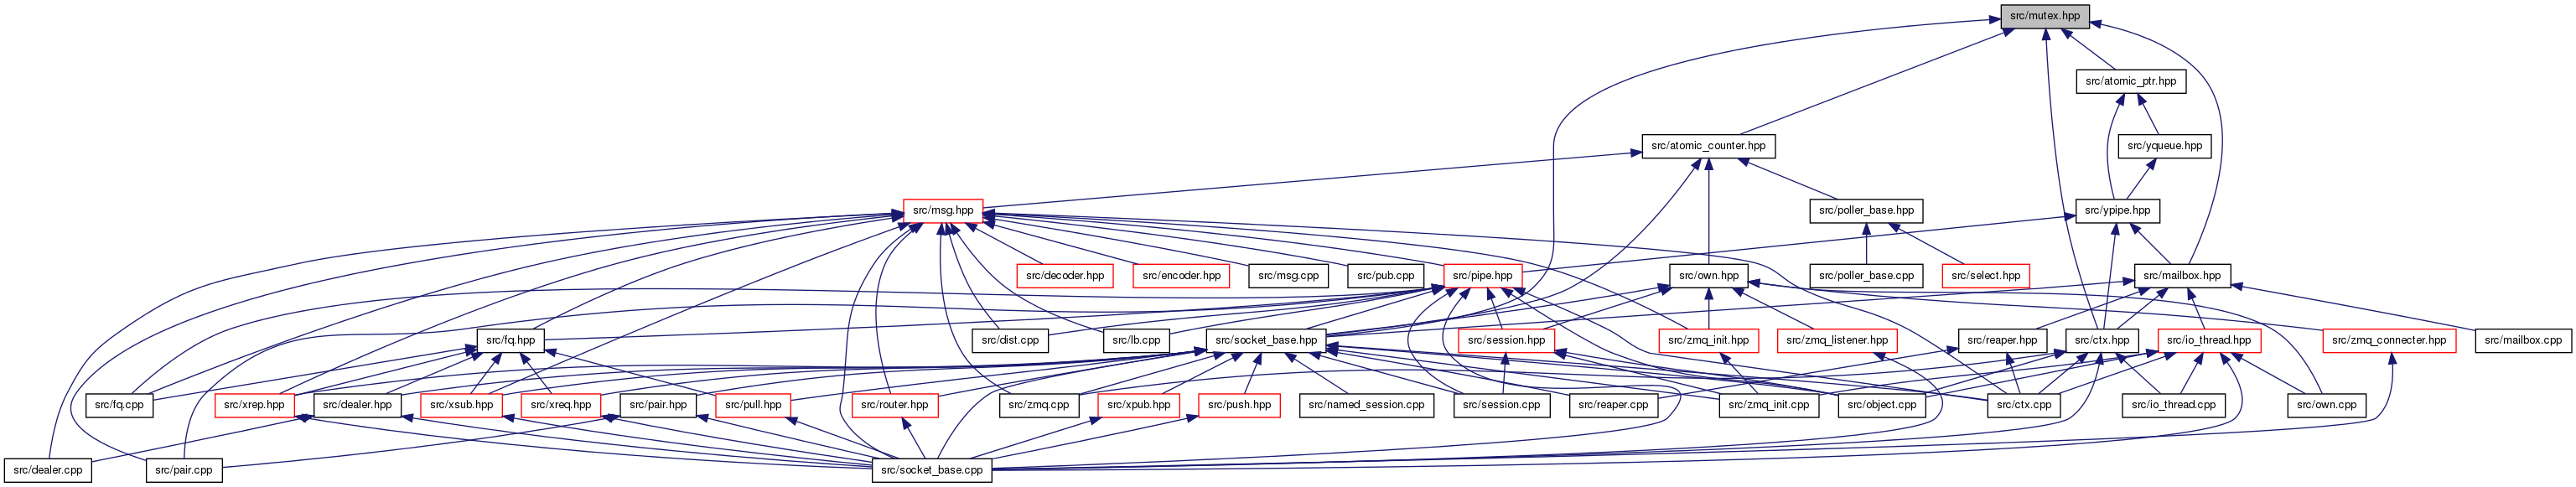 src/mutex.hpp
src/atomic_ptr.hpp
src/atomic_counter.hpp
src/yqueue.hpp
src/msg.hpp
src/poller_base.hpp
src/ypipe.hpp
src/decoder.hpp
src/encoder.hpp
src/msg.cpp
src/pub.cpp
src/pipe.hpp
src/own.hpp
src/poller_base.cpp
src/select.hpp
src/mailbox.hpp
src/fq.hpp
src/dist.cpp
src/lb.cpp
src/socket_base.hpp
src/session.hpp
src/zmq_init.hpp
src/zmq_listener.hpp
src/reaper.hpp
src/ctx.hpp
src/io_thread.hpp
src/zmq_connecter.hpp
src/mailbox.cpp
src/fq.cpp
src/xrep.hpp
src/dealer.hpp
src/xsub.hpp
src/xreq.hpp
src/pair.hpp
src/pull.hpp
src/router.hpp
src/zmq.cpp
src/xpub.hpp
src/push.hpp
src/named_session.cpp
src/session.cpp
src/reaper.cpp
src/zmq_init.cpp
src/object.cpp
src/ctx.cpp
src/io_thread.cpp
src/own.cpp
src/dealer.cpp
src/pair.cpp
src/socket_base.cpp